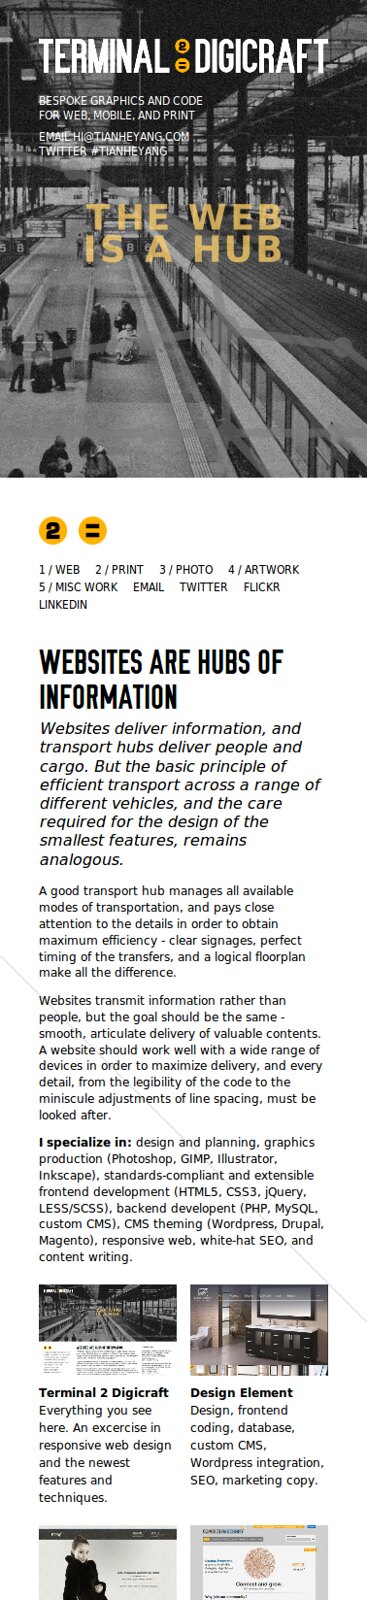 TERMINAL 2 = DIGICRAFT
BESPOKE GRAPHICS AND CODE
FOR WEB, MOBILE, AND PRINT
EMAIL HI@TIANHEYANG.COM
TWITTER #TIANHEYANG
THE WEB
IS A HUB
2 =
1 / WEB 2 / PRINT 3 / PHOTO 4 / ARTWORK
5 / MISC WORK EMAIL TWITTER FLICKR
LINKEDIN
WEBSITES ARE HUBS OF
INFORMATION
Websites deliver information, and
transport hubs deliver people and
cargo. But the basic principle of
efficient transport across a range of
different vehicles, and the care
required for the design of the
smallest features, remains
analogous.
A good transport hub manages all available
modes of transportation, and pays close
attention to the details in order to obtain
maximum efficiency - clear signages, perfect
timing of the transfers, and a logical floorplan
make all the difference.
Websites transmit information rather than
people, but the goal should be the same -
smooth, articulate delivery of valuable contents.
A website should work well with a wide range of
devices in order to maximize delivery, and every
detail, from the legibility of the code to the
miniscule adjustments of line spacing, must be
looked after.
I specialize in: design and planning, graphics
production (Photoshop, GIMP, Illustrator,
Inkscape), standards-compliant and extensible
frontend development (HTML5, CSS3, jQuery,
LESS/SCSS), backend developent (PHP, MySQL,
custom CMS), CMS theming (Wordpress, Drupal,
Magento), responsive web, white-hat SEO, and
content writing.
Terminal 2 Digicraft
Everything you see
here. An excercise in
responsive web design
and the newest
features and
techniques.
Design Element
Design, frontend
coding, database,
custom CMS,
Wordpress integration,
SEO, marketing copy.
Connect and grow.